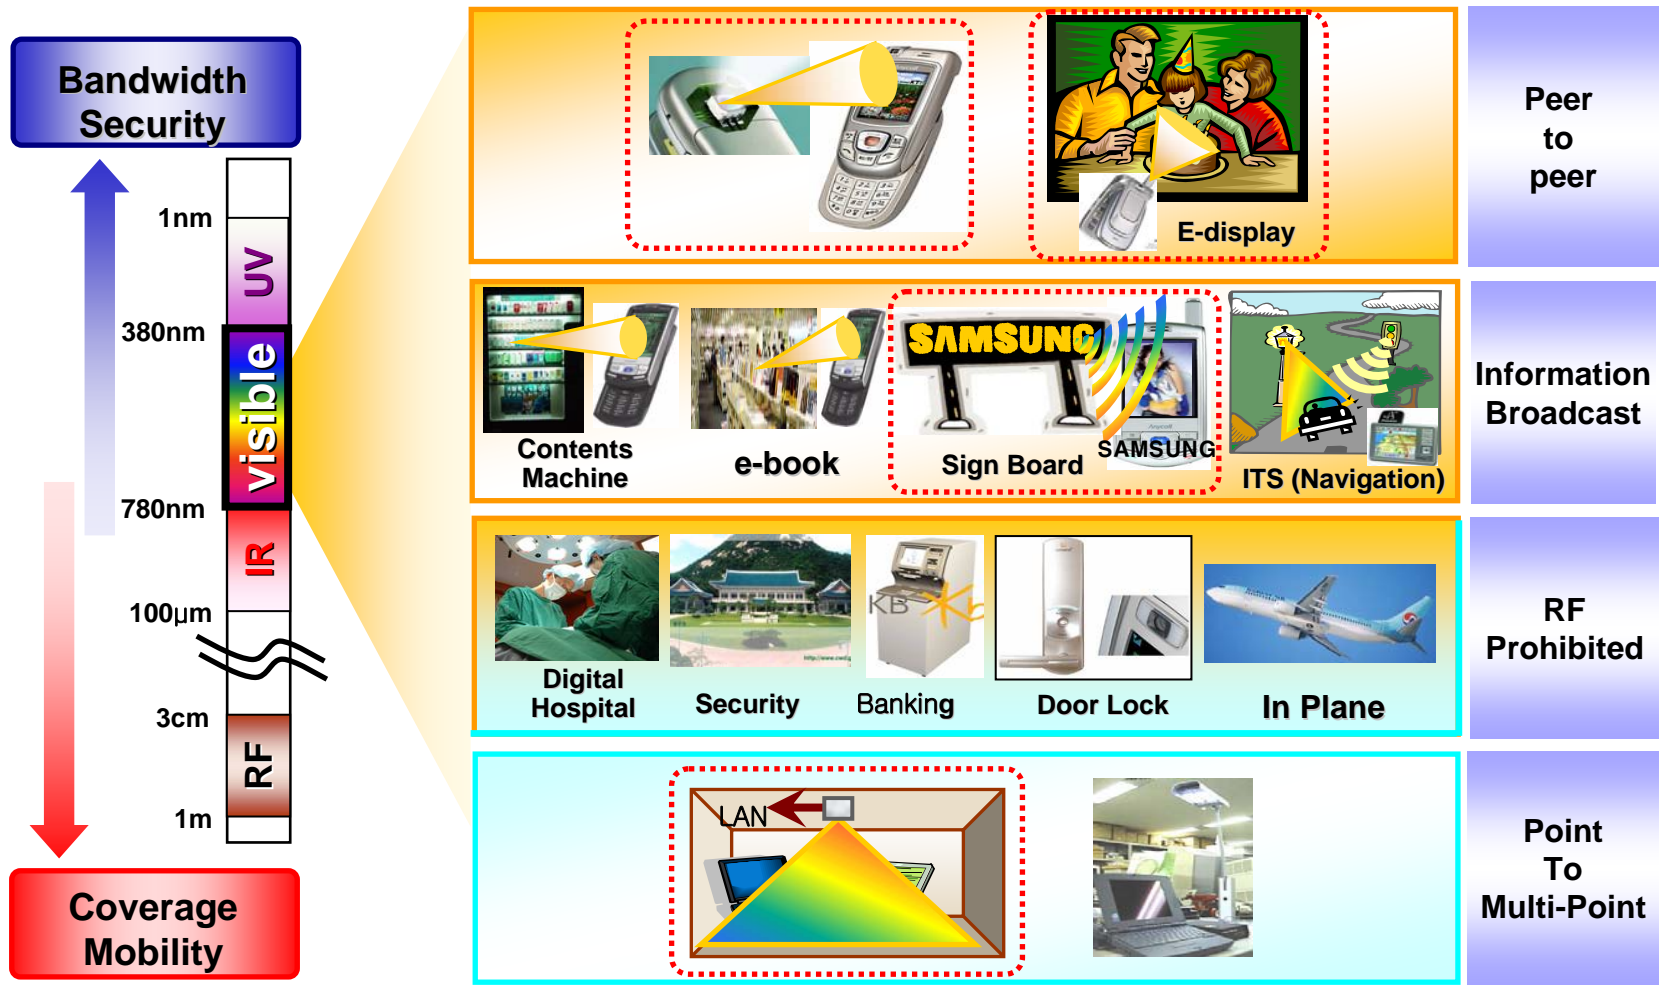 Bandwidth
Security
1nm
UV
380nm
visible
780nm
IR
100µm
3cm
RF
1m
Coverage
Mobility
E-display
Peer
to
peer
SAMSUNG
Anycall
SAMSUNG
Contents
Machine
e-book
Sign Board
ITS (Navigation)
Information
Broadcast
KB
Digital
Hospital
Security
Banking
Door Lock
In Plane
RF
Prohibited
LAN
Point
To
Multi-Point